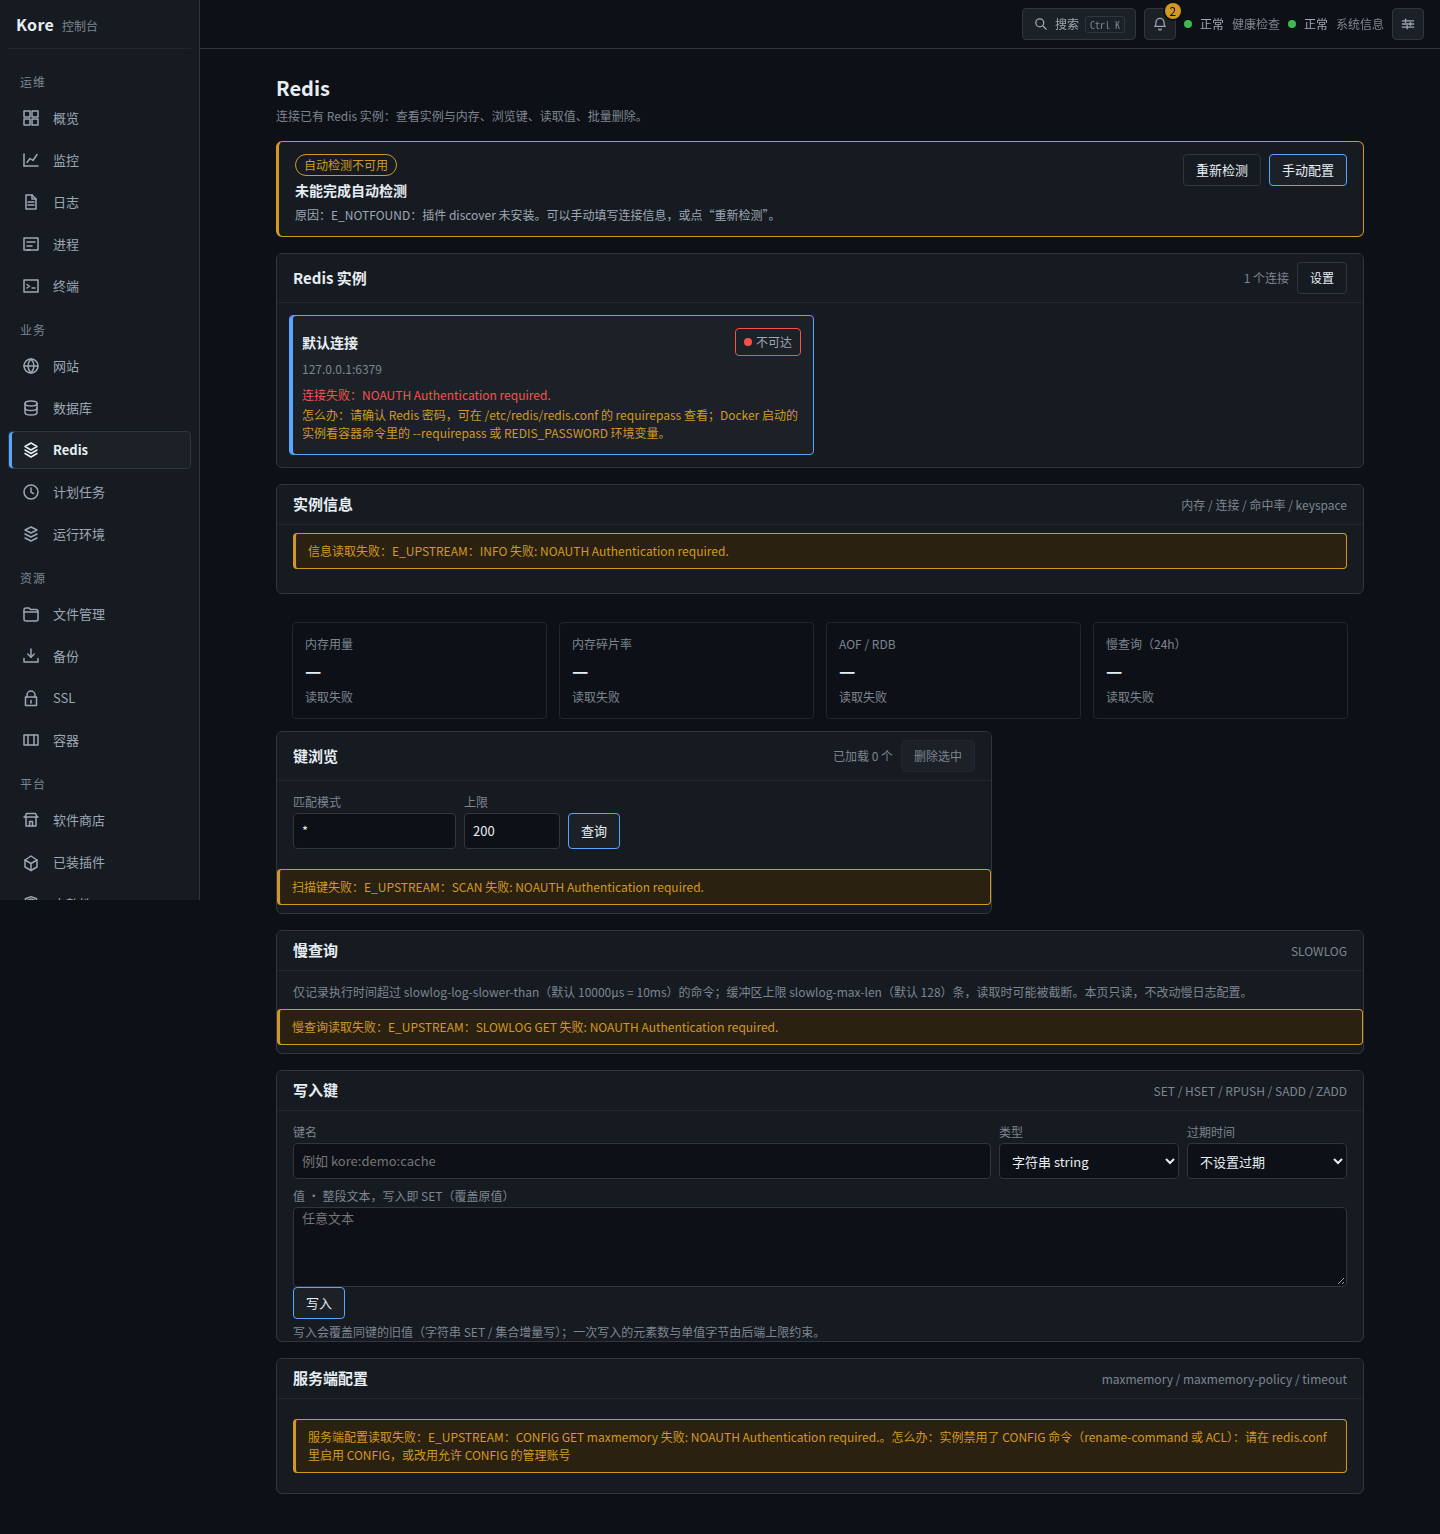 Kore 控制台
搜索 Ctrl K
2
正常 健康检查
正常 系统信息
运维
概览
监控
日志
进程
终端
业务
网站
数据库
Redis
计划任务
运行环境
资源
文件管理
备份
SSL
容器
平台
软件商店
已装插件
Redis
连接已有 Redis 实例：查看实例与内存、浏览键、读取值、批量删除。
自动检测不可用
未能完成自动检测
原因：E_NOTFOUND：插件 discover 未安装。可以手动填写连接信息，或点“重新检测”。
重新检测
手动配置
Redis 实例
1 个连接
设置
默认连接
不可达
127.0.0.1:6379
连接失败：NOAUTH Authentication required.
怎么办：请确认 Redis 密码，可在 /etc/redis/redis.conf 的 requirepass 查看；Docker 启动的
实例看容器命令里的 --requirepass 或 REDIS_PASSWORD 环境变量。
实例信息
内存 / 连接 / 命中率 / keyspace
信息读取失败：E_UPSTREAM：INFO 失败: NOAUTH Authentication required.
内存用量
—
读取失败
内存碎片率
—
读取失败
AOF / RDB
—
读取失败
慢查询（24h）
—
读取失败
键浏览
已加载 0 个
删除选中
匹配模式
上限
*
200
查询
扫描键失败：E_UPSTREAM：SCAN 失败: NOAUTH Authentication required.
慢查询
SLOWLOG
仅记录执行时间超过 slowlog-log-slower-than（默认 10000μs = 10ms）的命令；缓冲区上限 slowlog-max-len（默认 128）条，读取时可能被截断。本页只读，不改动慢日志配置。
慢查询读取失败：E_UPSTREAM：SLOWLOG GET 失败: NOAUTH Authentication required.
写入键
SET / HSET / RPUSH / SADD / ZADD
键名
类型
过期时间
例如 kore:demo:cache
字符串 string
不设置过期
值 · 整段文本，写入即 SET（覆盖原值）
任意文本
写入
写入会覆盖同键的旧值（字符串 SET / 集合增量写）；一次写入的元素数与单值字节由后端上限约束。
服务端配置
maxmemory / maxmemory-policy / timeout
服务端配置读取失败：E_UPSTREAM：CONFIG GET maxmemory 失败: NOAUTH Authentication required.。怎么办：实例禁用了 CONFIG 命令（rename-command 或 ACL）：请在 redis.conf
里启用 CONFIG，或改用允许 CONFIG 的管理账号